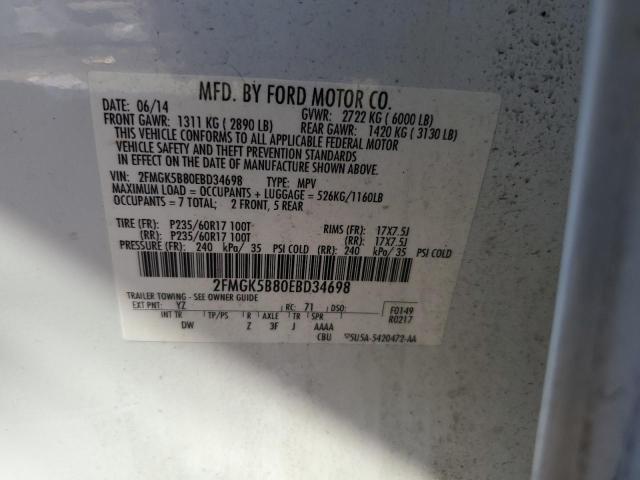 MFD. BY FORD MOTOR CO.
DATE: 06/14 GVWR: 2722 KG ( 6000 LB)
FRONT GAWR: 1311 KG ( 2890 LB) REAR GAWR: 1420 KG ( 3130 LB)
THIS VEHICLE CONFORMS TO ALL APPLICABLE FEDERAL MOTOR
VEHICLE SAFETY AND THEFT PREVENTION STANDARDS
IN EFFECT ON THE DATE OF MANUFACTURE SHOWN ABOVE.
VIN: 2FMGK5B80EBD34698 TYPE: MPV
MAXIMUM LOAD = OCCUPANTS + LUGGAGE = 526KG/1160LB
OCCUPANTS = 7 TOTAL; 2 FRONT, 5 REAR
TIRE (FR): P235/60R17 100T RIMS (FR): 17X7.5J
(RR): P235/60R17 100T (RR): 17X7.5J
PRESSURE (FR): 240 kPa/ 35 PSI COLD (RR): 240 kPa/ 35 PSI COLD
2FMGK5B80EBD34698
TRAILER TOWING - SEE OWNER GUIDE
EXT PNT: YZ RC: 71 DSO: F0149
INT TR TP/PS R AXLE TR SPR R0217
DW Z 3F J AAAA
CBU 5U5A-5420472-AA